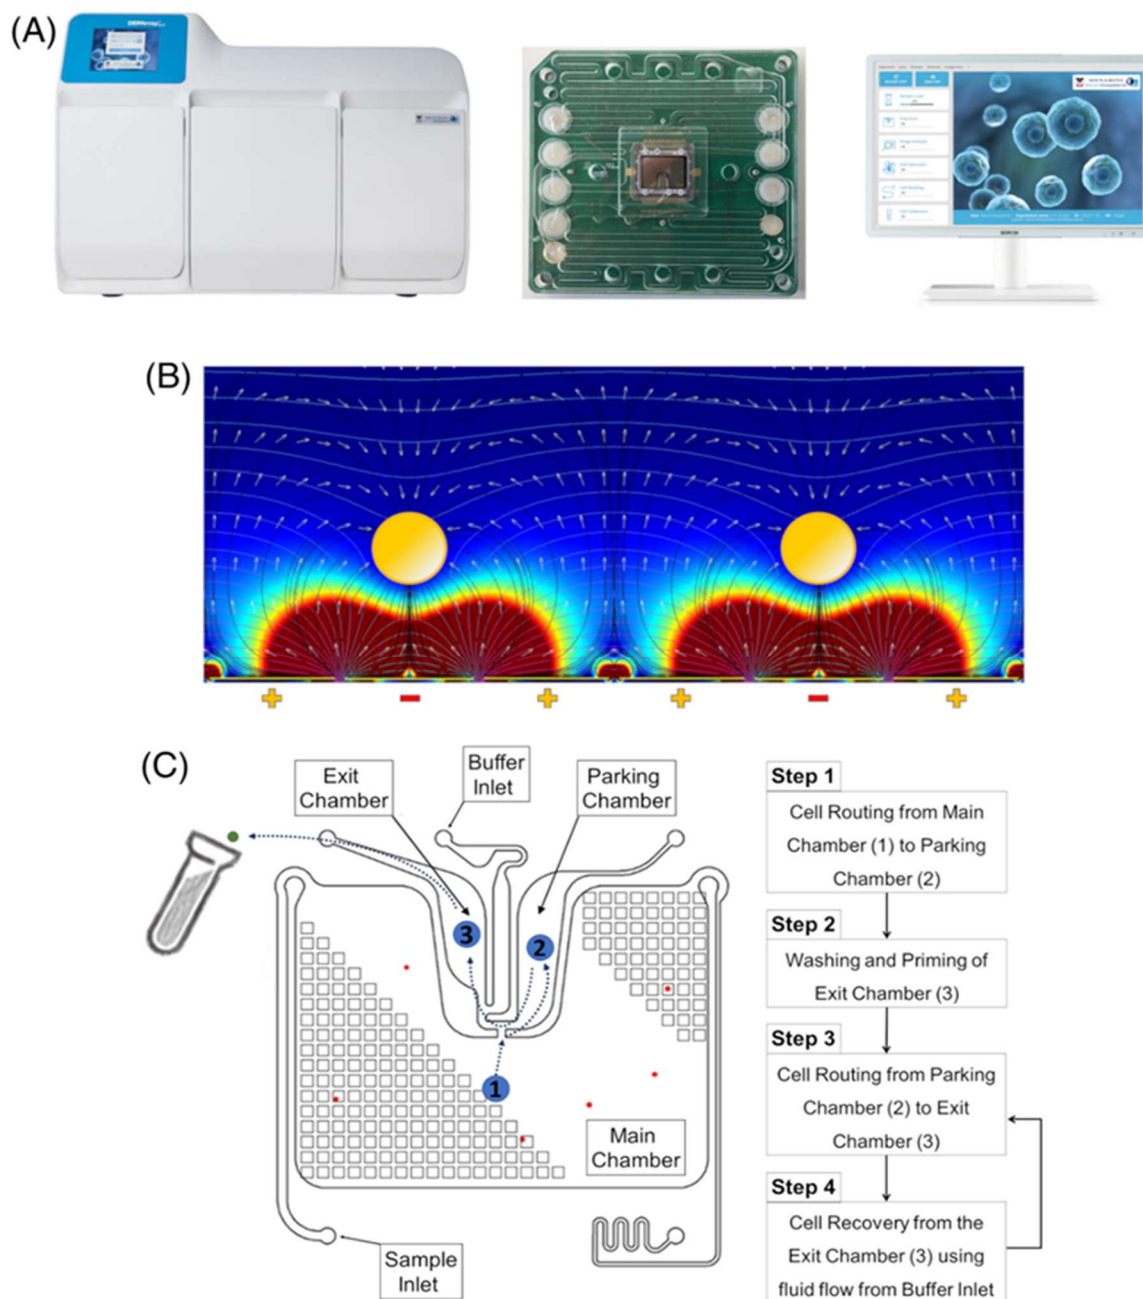 (A)
DEPArray
(B)
+ − + + − +
(C)
Exit
Chamber
Buffer
Inlet
Parking
Chamber
3
2
1
Main
Chamber
Sample
Inlet
Step 1
Cell Routing from Main
Chamber (1) to Parking
Chamber (2)
Step 2
Washing and Priming of
Exit Chamber (3)
Step 3
Cell Routing from Parking
Chamber (2) to Exit
Chamber (3)
Step 4
Cell Recovery from the
Exit Chamber (3) using
fluid flow from Buffer Inlet